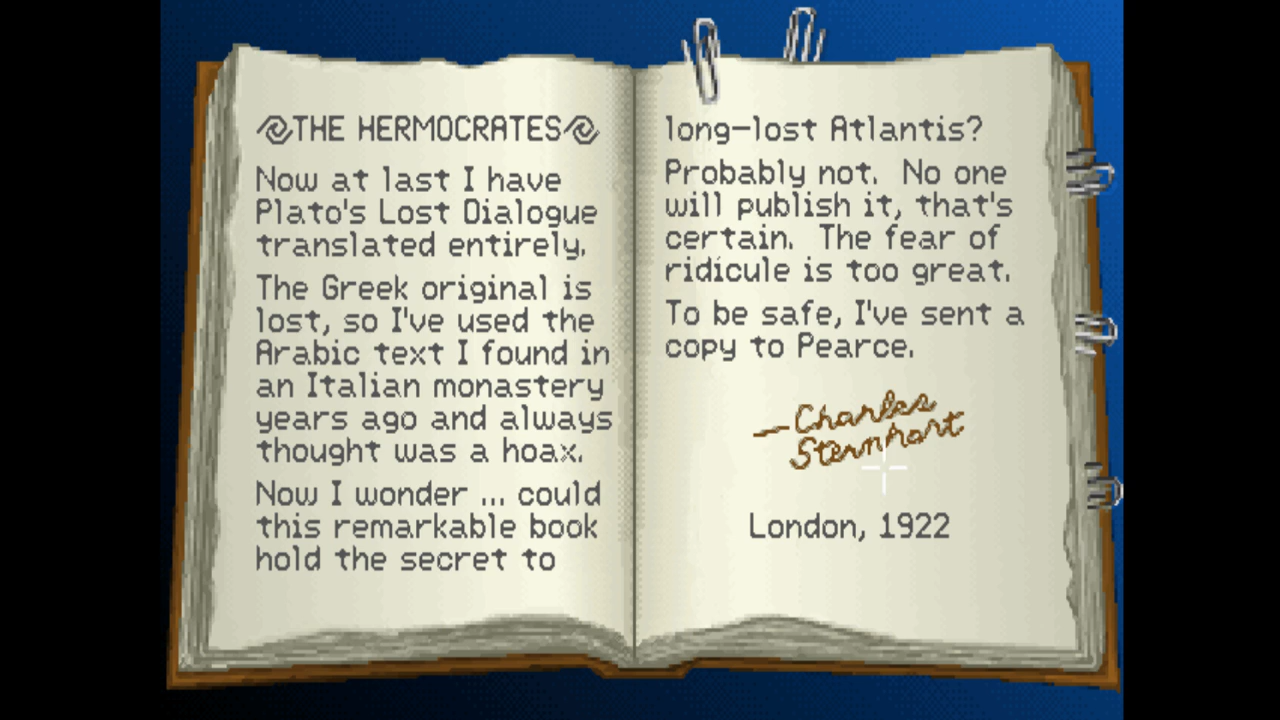 THE HERMOCRATES
Now at last I have
Plato's Lost Dialogue
translated entirely.
The Greek original is
lost, so I've used the
Arabic text I found in
an Italian monastery
years ago and always
thought was a hoax.
Now I wonder ... could
this remarkable book
hold the secret to
long-lost Atlantis?
Probably not.  No one
will publish it, that's
certain.  The fear of
ridicule is too great.
To be safe, I've sent a
copy to Pearce.
—Charles
Sternhart
London, 1922